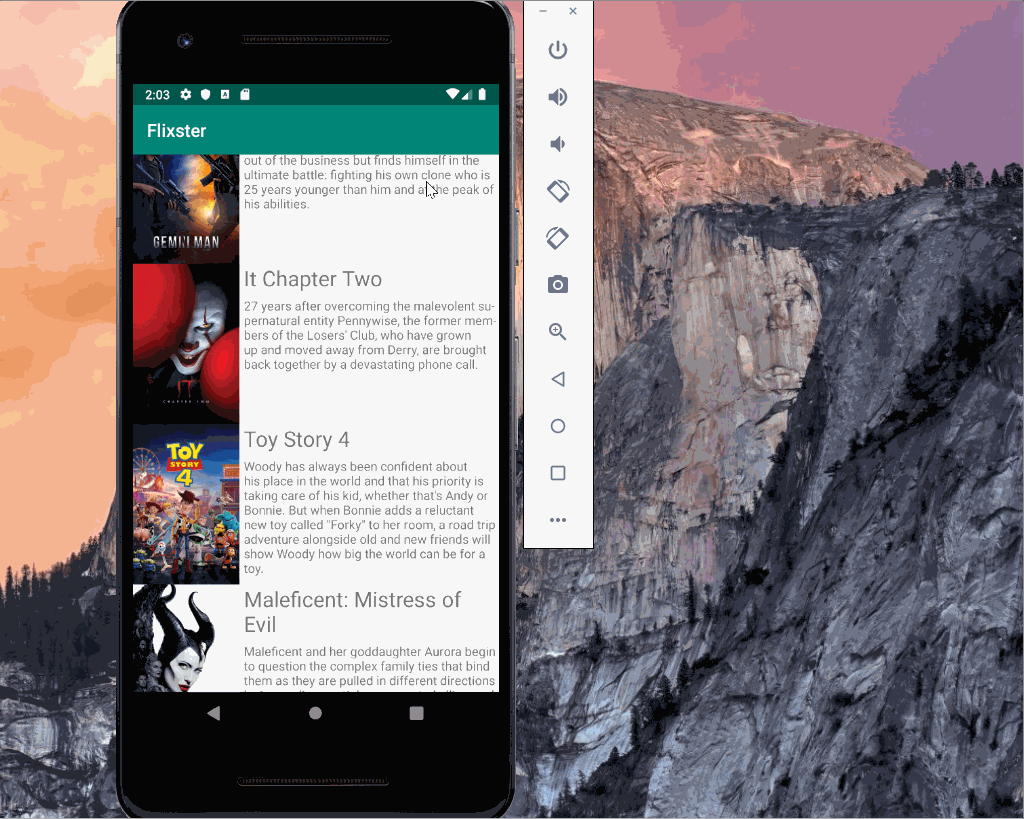 2:03
Flixster
out of the business but finds himself in the
ultimate battle: fighting his own clone who is
25 years younger than him and at the peak of
his abilities.
GEMINI MAN
It Chapter Two
27 years after overcoming the malevolent su-
pernatural entity Pennywise, the former mem-
bers of the Losers' Club, who have grown
up and moved away from Derry, are brought
back together by a devastating phone call.
IT
CHAPTER TWO
Toy Story 4
TOY
STORY
4
Woody has always been confident about
his place in the world and that his priority is
taking care of his kid, whether that's Andy or
Bonnie. But when Bonnie adds a reluctant
new toy called "Forky" to her room, a road trip
adventure alongside old and new friends will
show Woody how big the world can be for a
toy.
Maleficent: Mistress of
Evil
Maleficent and her goddaughter Aurora begin
to question the complex family ties that bind
them as they are pulled in different directions